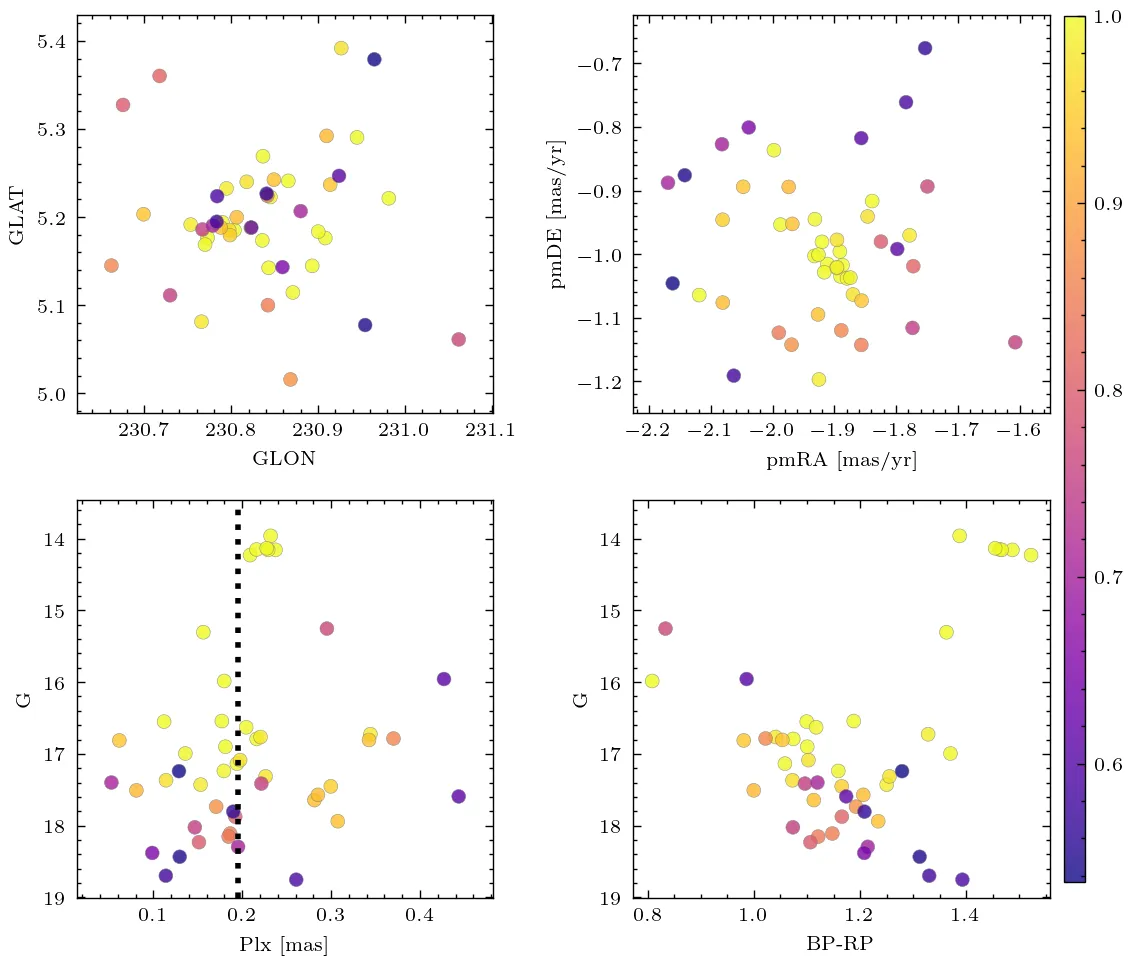 5.4
5.3
5.2
5.1
5.0
GLAT
230.7 230.8 230.9 231.0 231.1
GLON
−0.7
−0.8
−0.9
−1.0
−1.1
−1.2
pmDE [mas/yr]
−2.2 −2.1 −2.0 −1.9 −1.8 −1.7 −1.6
pmRA [mas/yr]
1.0
0.9
0.8
0.7
0.6
14
15
16
17
18
19
G
0.1 0.2 0.3 0.4
Plx [mas]
14
15
16
17
18
19
G
0.8 1.0 1.2 1.4
BP-RP